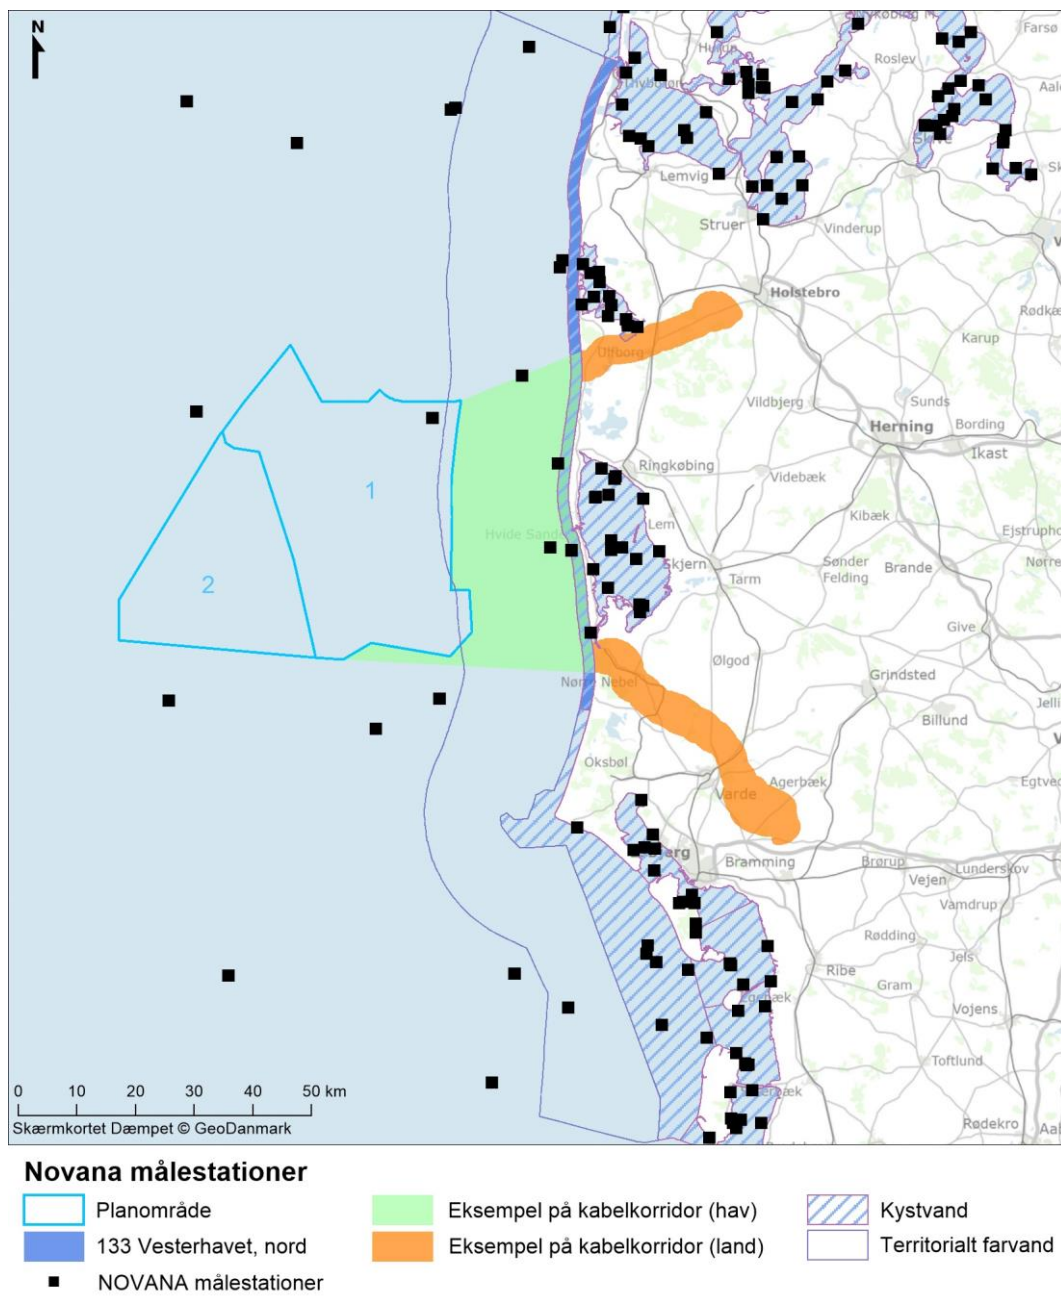 N
Farsø
Roslev
Thyborøn
Skive
Lemvig
Struer
Vinderup
Holstebro
Ulfborg
Karup
Vildbjerg
Sunds
Herning
Bording
Ikast
1
Ringkøbing
Videbæk
Lem
Kibæk
Hvide Sande
Skjern
Tarm
Sønder
Felding
Brande
2
Give
Ølgod
Grindsted
Nørre Nebel
Billund
Oksbøl
Agerbæk
Varde
Bramming
Brørup
Lunderskov
Vejen
Vamdrup
Rødding
Jels
Ribe
Gram
Vojens
Toftlund
Rødekro
0 10 20 30 40 50 km
Skærmkortet Dæmpet © GeoDanmark
Novana målestationer
Planområde
Eksempel på kabelkorridor (hav)
Kystvand
133 Vesterhavet, nord
Eksempel på kabelkorridor (land)
Territorialt farvand
NOVANA målestationer